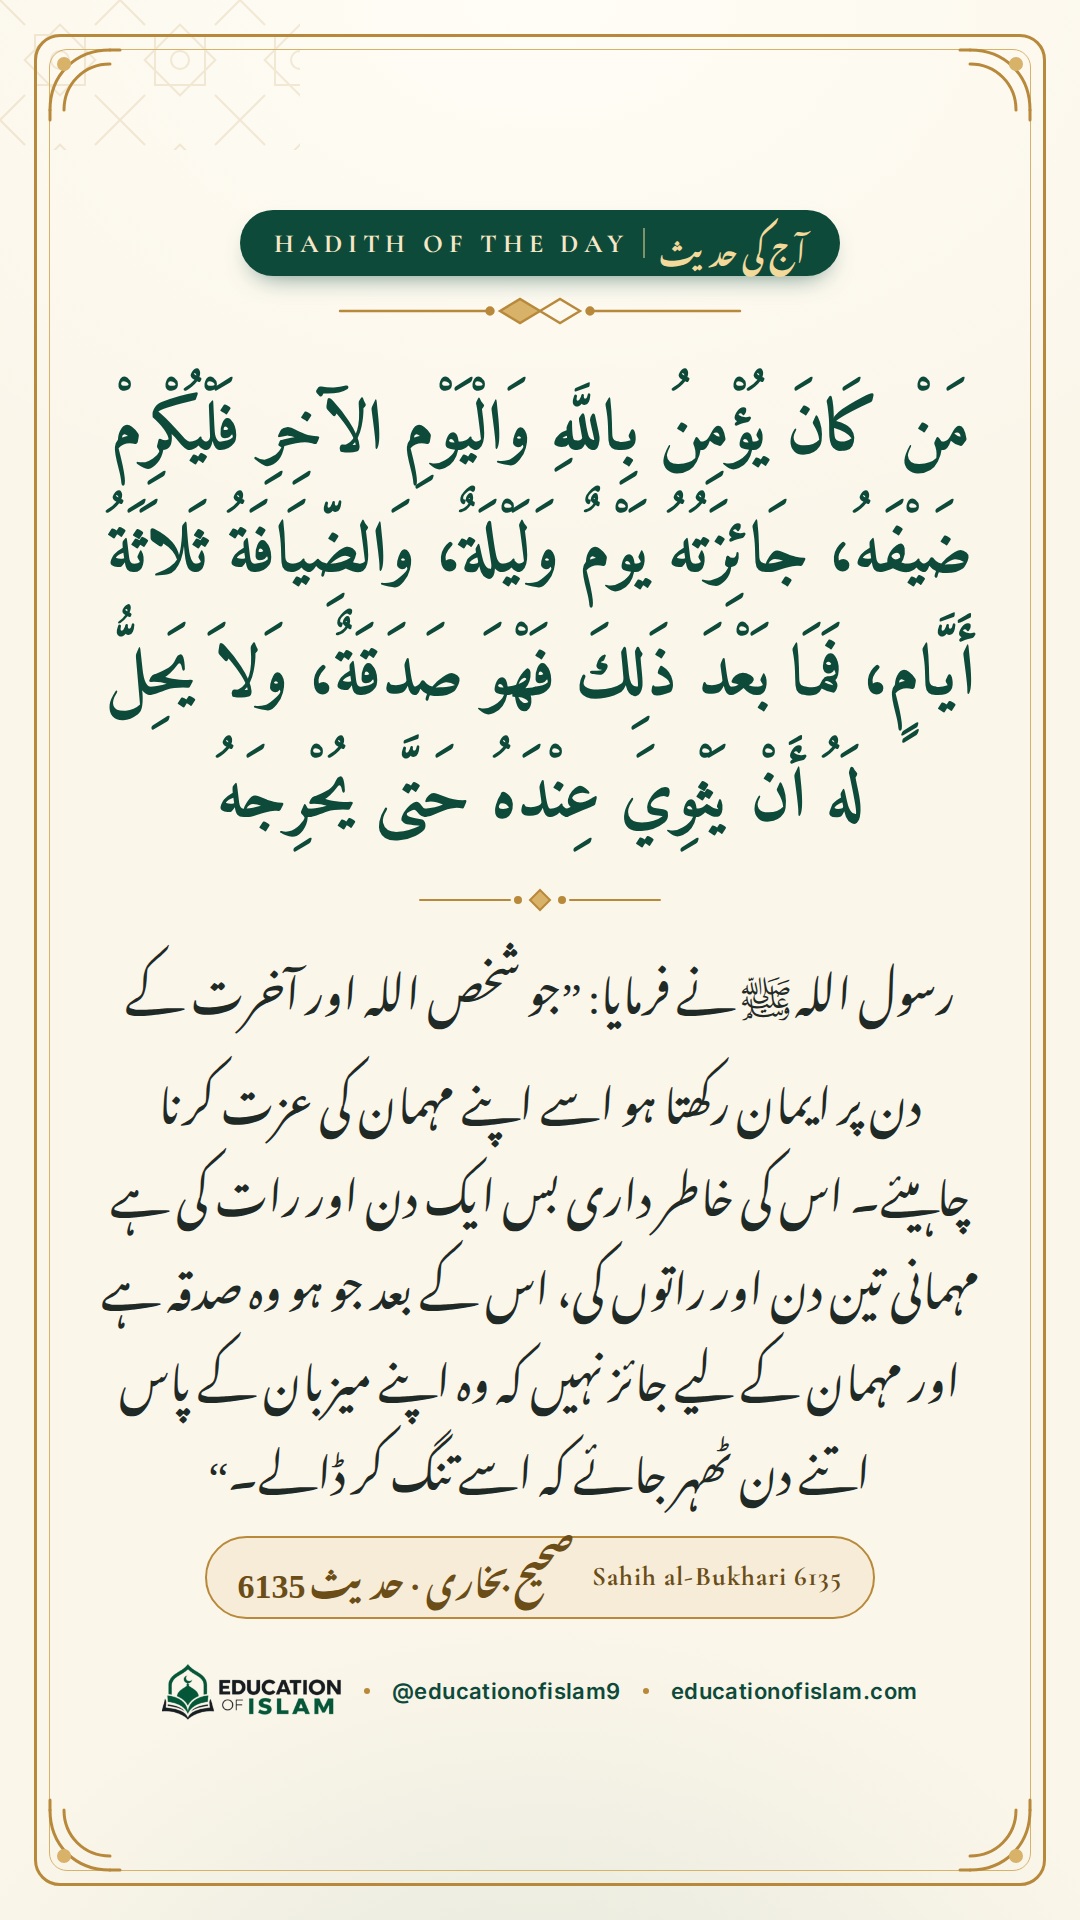 HADITH OF THE DAY | آج کی حدیث
مَنْ كَانَ يُؤْمِنُ بِاللَّهِ وَالْيَوْمِ الآخِرِ فَلْيُكْرِمْ
ضَيْفَهُ، جَائِزَتُهُ يَوْمٌ وَلَيْلَةٌ، وَالضِّيَافَةُ ثَلاَثَةُ
أَيَّامٍ، فَمَا بَعْدَ ذَلِكَ فَهْوَ صَدَقَةٌ، وَلاَ يَحِلُّ
لَهُ أَنْ يَثْوِيَ عِنْدَهُ حَتَّى يُحْرِجَهُ
رسول اللہ ﷺ نے فرمایا: ”جو شخص اللہ اور آخرت کے
دن پر ایمان رکھتا ہو اسے اپنے مہمان کی عزت کرنا
چاہیئے۔ اس کی خاطر داری بس ایک دن اور رات کی ہے
مہمانی تین دن اور راتوں کی، اس کے بعد جو ہو وہ صدقہ ہے
اور مہمان کے لیے جائز نہیں کہ وہ اپنے میزبان کے پاس
اتنے دن ٹھہر جائے کہ اسے تنگ کر ڈالے۔“
صحیح بخاری · حدیث 6135 Sahih al-Bukhari 6135
EDUCATION OF ISLAM • @educationofislam9 • educationofislam.com